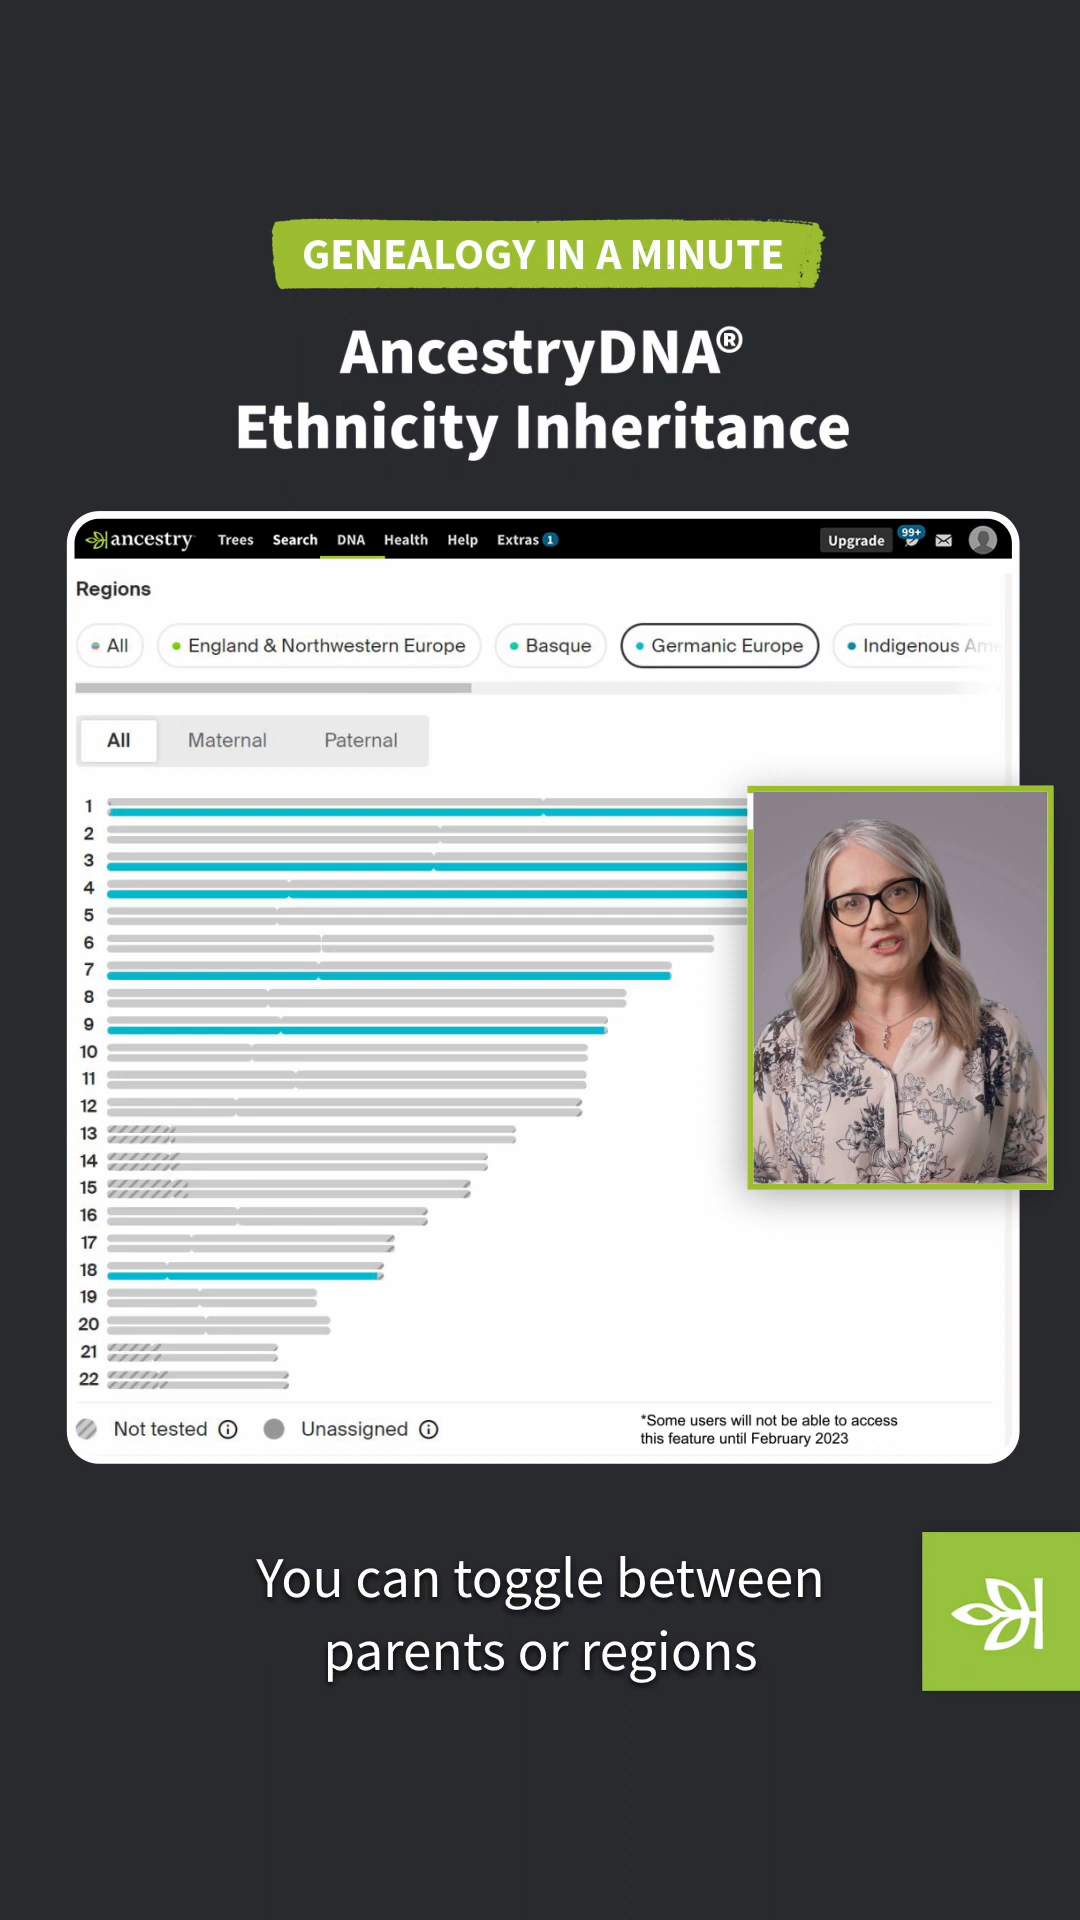 GENEALOGY IN A MINUTE
AncestryDNA®
Ethnicity Inheritance
ancestry Trees Search DNA Health Help Extras 1 Upgrade 99+
Regions
All England & Northwestern Europe Basque Germanic Europe Indigenous Ame
All Maternal Paternal
1
2
3
4
5
6
7
8
9
10
11
12
13
14
15
16
17
18
19
20
21
22
Not tested Unassigned
*Some users will not be able to access
this feature until February 2023
You can toggle between
parents or regions